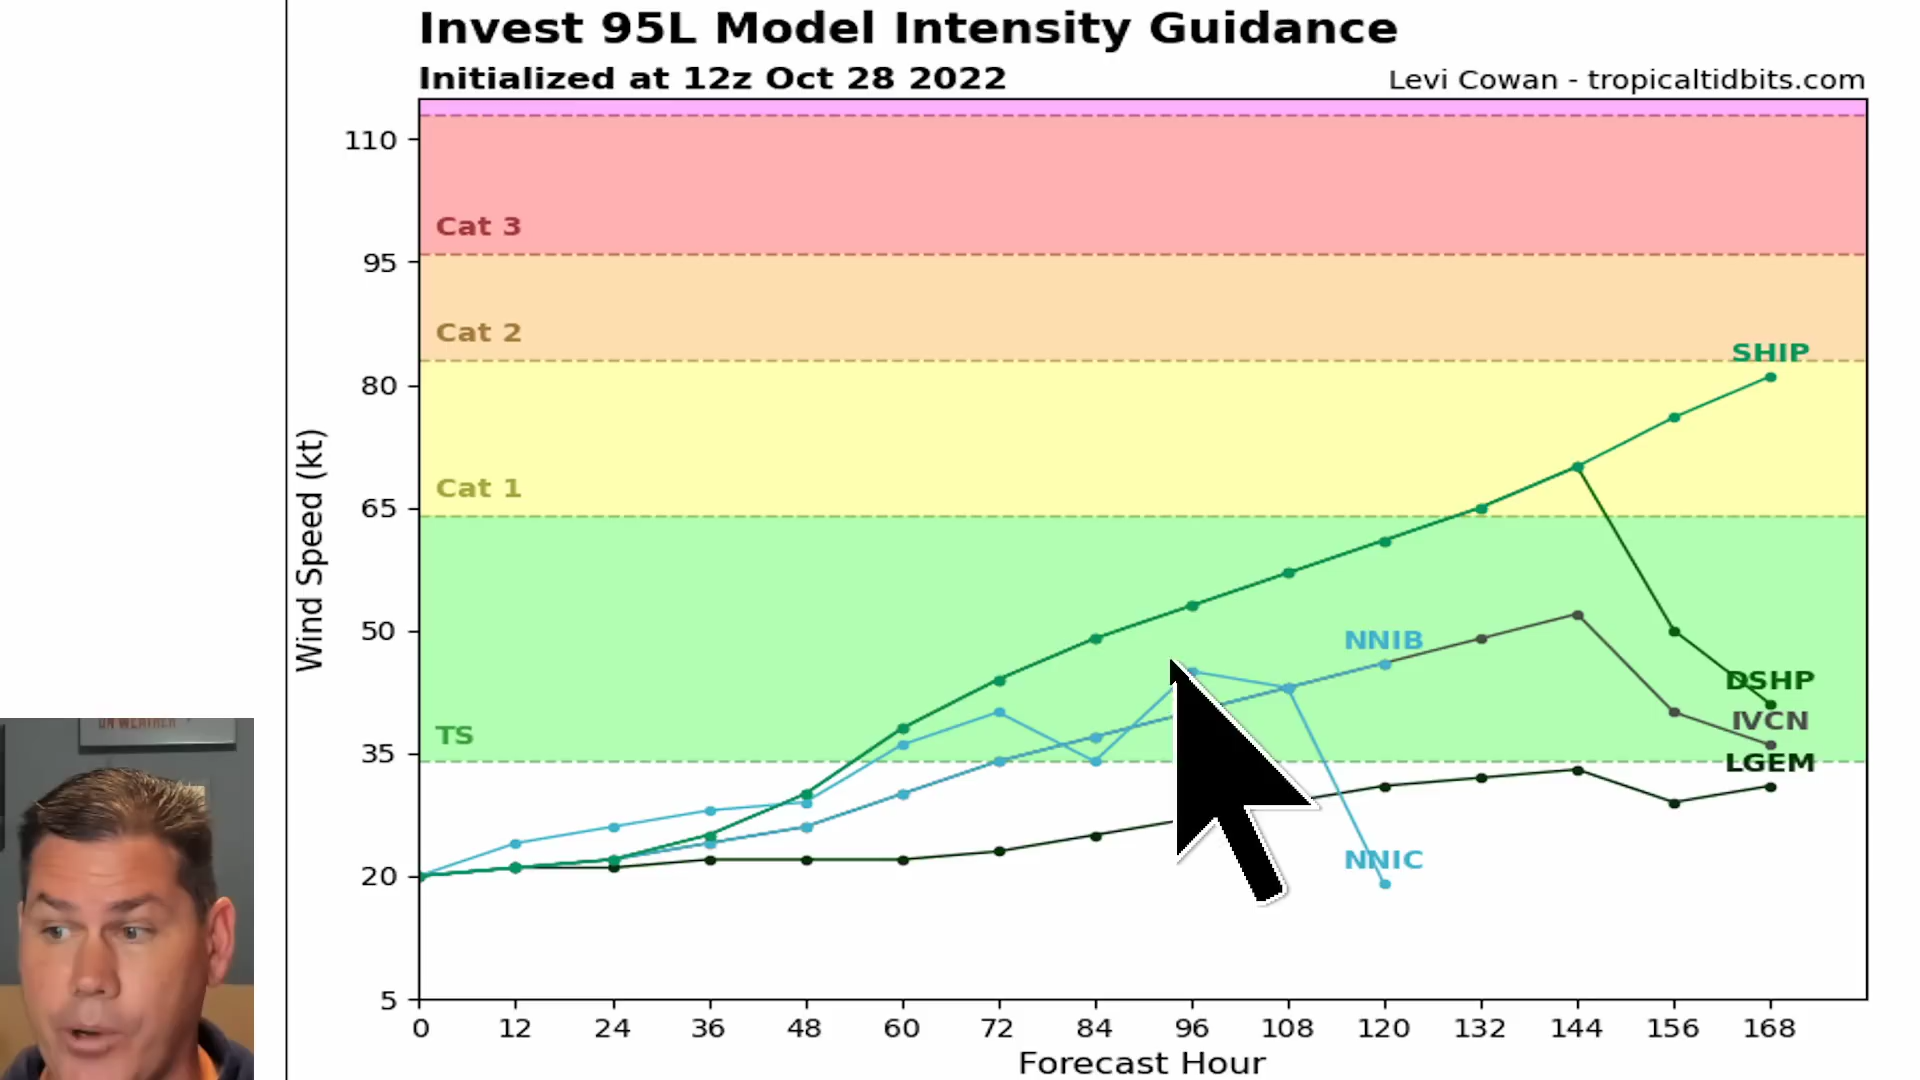 Invest 95L Model Intensity Guidance
Initialized at 12z Oct 28 2022
Levi Cowan - tropicaltidbits.com
110
95
80
65
50
35
20
5
Wind Speed (kt)
Cat 3
Cat 2
Cat 1
TS
SHIP
NNIB
DSHP
IVCN
LGEM
NNIC
0 12 24 36 48 60 72 84 96 108 120 132 144 156 168
Forecast Hour
ON WEATHER